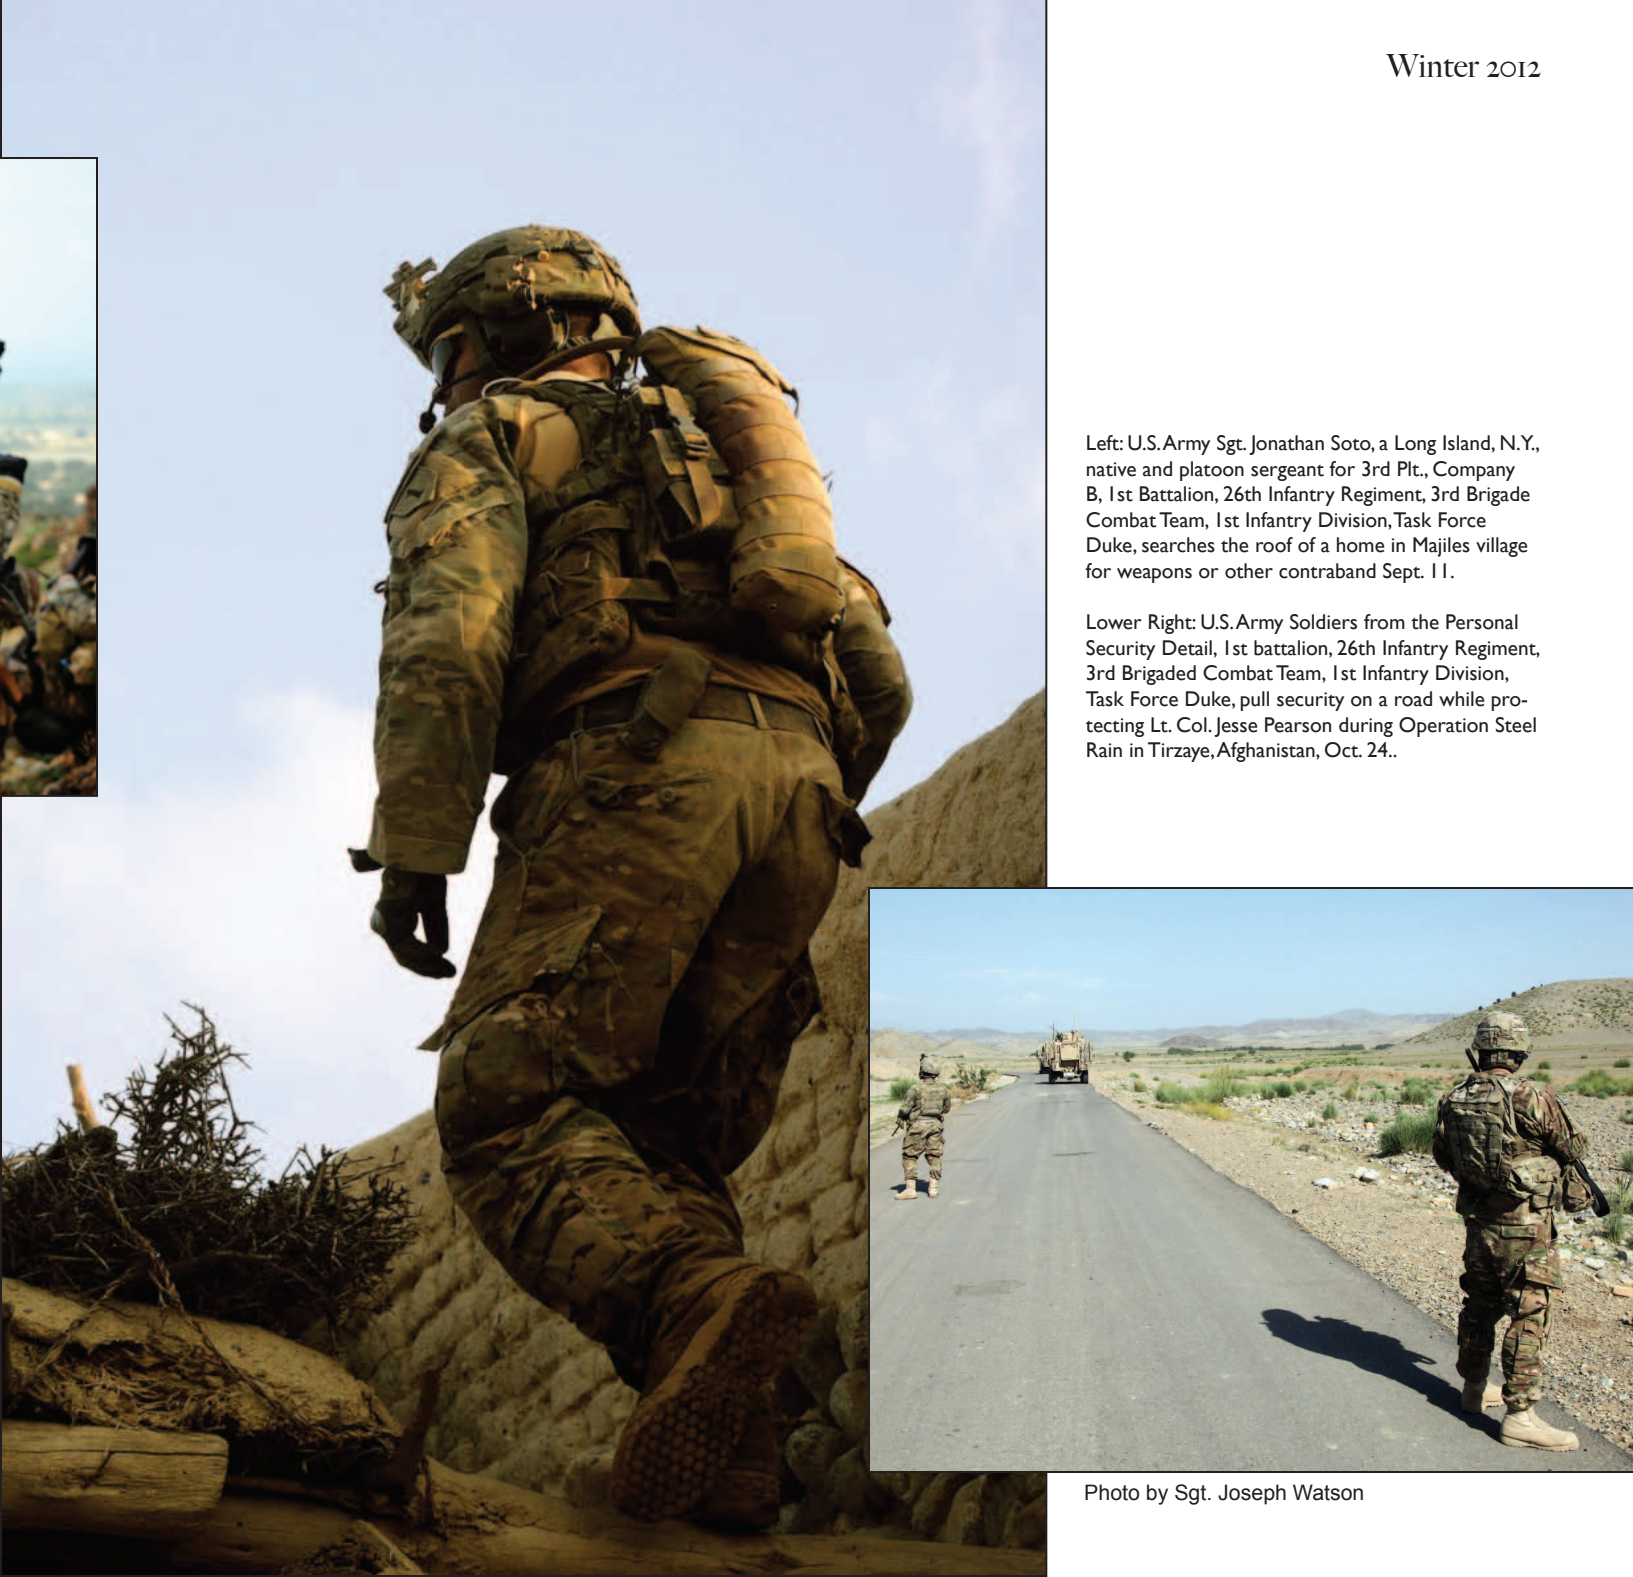 Winter 2012
Left: U.S. Army Sgt. Jonathan Soto, a Long Island, N.Y.,
native and platoon sergeant for 3rd Plt., Company
B, 1st Battalion, 26th Infantry Regiment, 3rd Brigade
Combat Team, 1st Infantry Division, Task Force
Duke, searches the roof of a home in Majiles village
for weapons or other contraband Sept. 11.
Lower Right: U.S. Army Soldiers from the Personal
Security Detail, 1st battalion, 26th Infantry Regiment,
3rd Brigaded Combat Team, 1st Infantry Division,
Task Force Duke, pull security on a road while pro-
tecting Lt. Col. Jesse Pearson during Operation Steel
Rain in Tirzaye, Afghanistan, Oct. 24..
Photo by Sgt. Joseph Watson